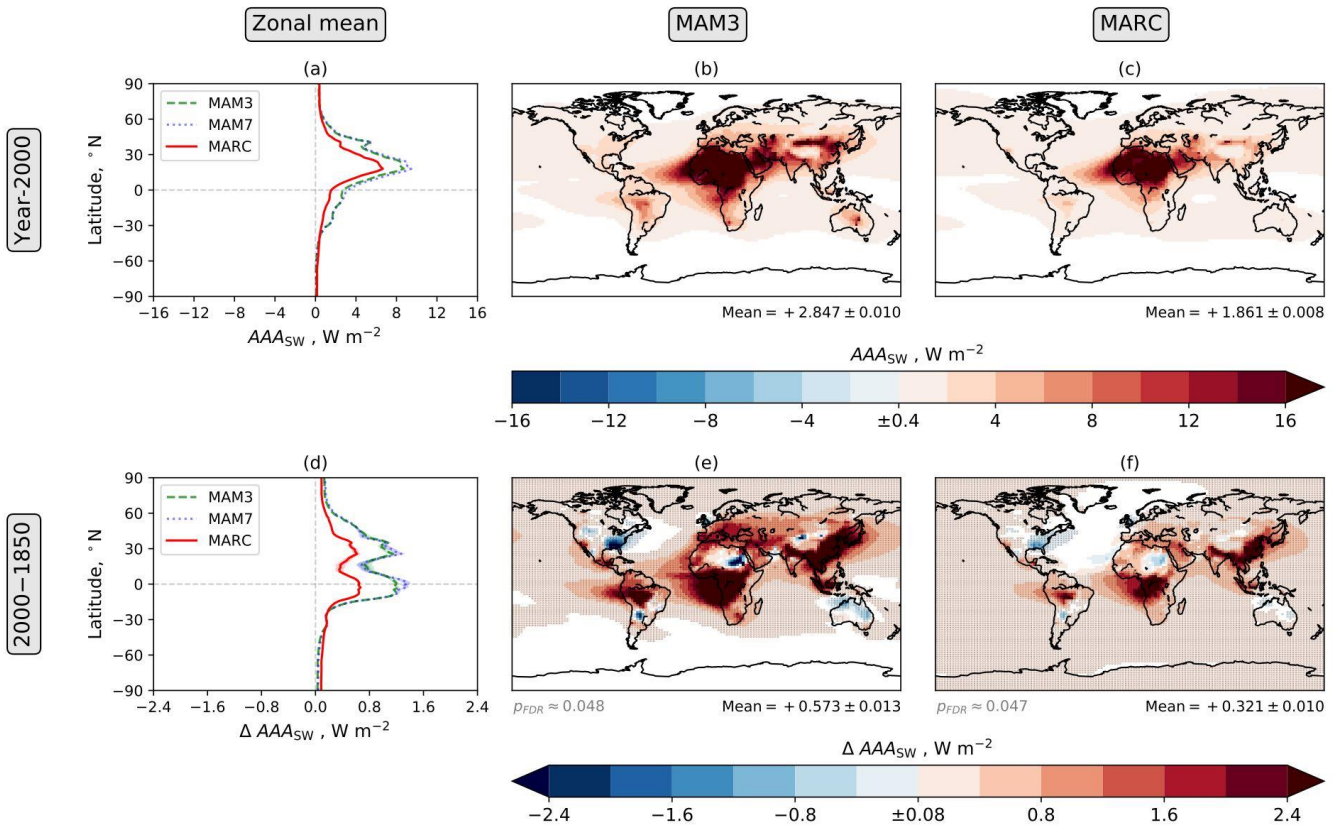 Zonal mean
MAM3
MARC
Year-2000
(a)
90
60
30
0
−30
−60
−90
Latitude, °N
MAM3
MAM7
MARC
−16 −12 −8 −4 0 4 8 12 16
AAA_SW , W m⁻²
(b)
Mean = +2.847 ± 0.010
(c)
Mean = +1.861 ± 0.008
AAA_SW , W m⁻²
−16 −12 −8 −4 ±0.4 4 8 12 16
2000−1850
(d)
90
60
30
0
−30
−60
−90
Latitude, °N
MAM3
MAM7
MARC
−2.4 −1.6 −0.8 0.0 0.8 1.6 2.4
Δ AAA_SW , W m⁻²
(e)
p_FDR ≈ 0.048 Mean = +0.573 ± 0.013
(f)
p_FDR ≈ 0.047 Mean = +0.321 ± 0.010
Δ AAA_SW , W m⁻²
−2.4 −1.6 −0.8 ±0.08 0.8 1.6 2.4